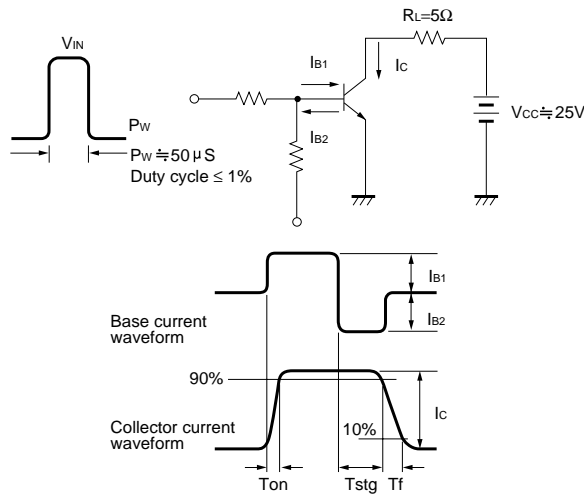 VIN
PW
PW≒50μS
Duty cycle ≤ 1%
IB1
IB2
IC
RL=5Ω
VCC≒25V
Base current
waveform
IB1
IB2
90%
Collector current
waveform
10%
IC
Ton
Tstg
Tf